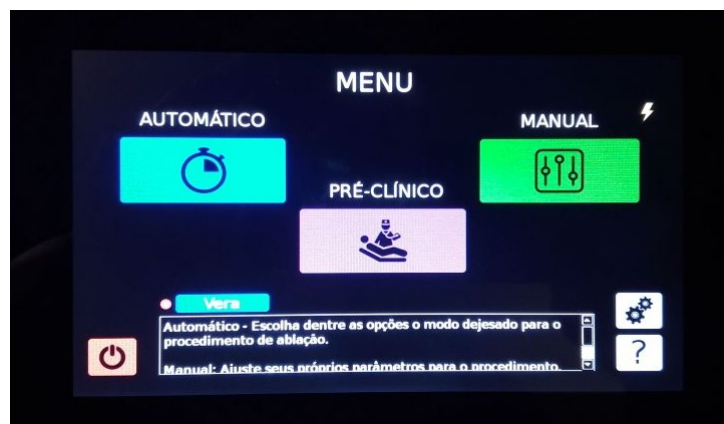 MENU
AUTOMÁTICO
MANUAL
PRÉ-CLÍNICO
Vera
Automático - Escolha dentre as opções o modo dejesado para o
procedimento de ablação.
Manual: Ajuste seus próprios parâmetros para o procedimento.
?